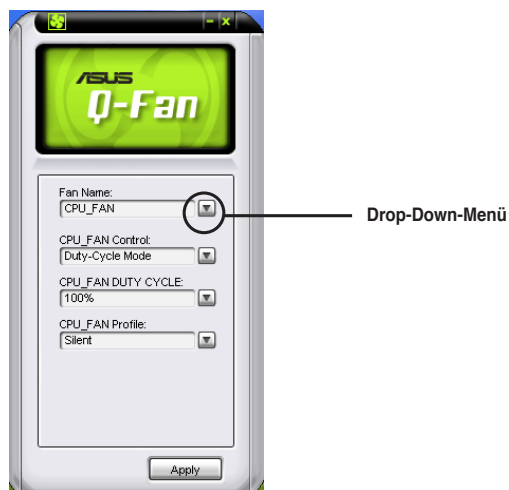 ASUS
Q-Fan
Fan Name:
CPU_FAN
Drop-Down-Menü
CPU_FAN Control:
Duty-Cycle Mode
CPU_FAN DUTY CYCLE:
100%
CPU_FAN Profile:
Silent
Apply